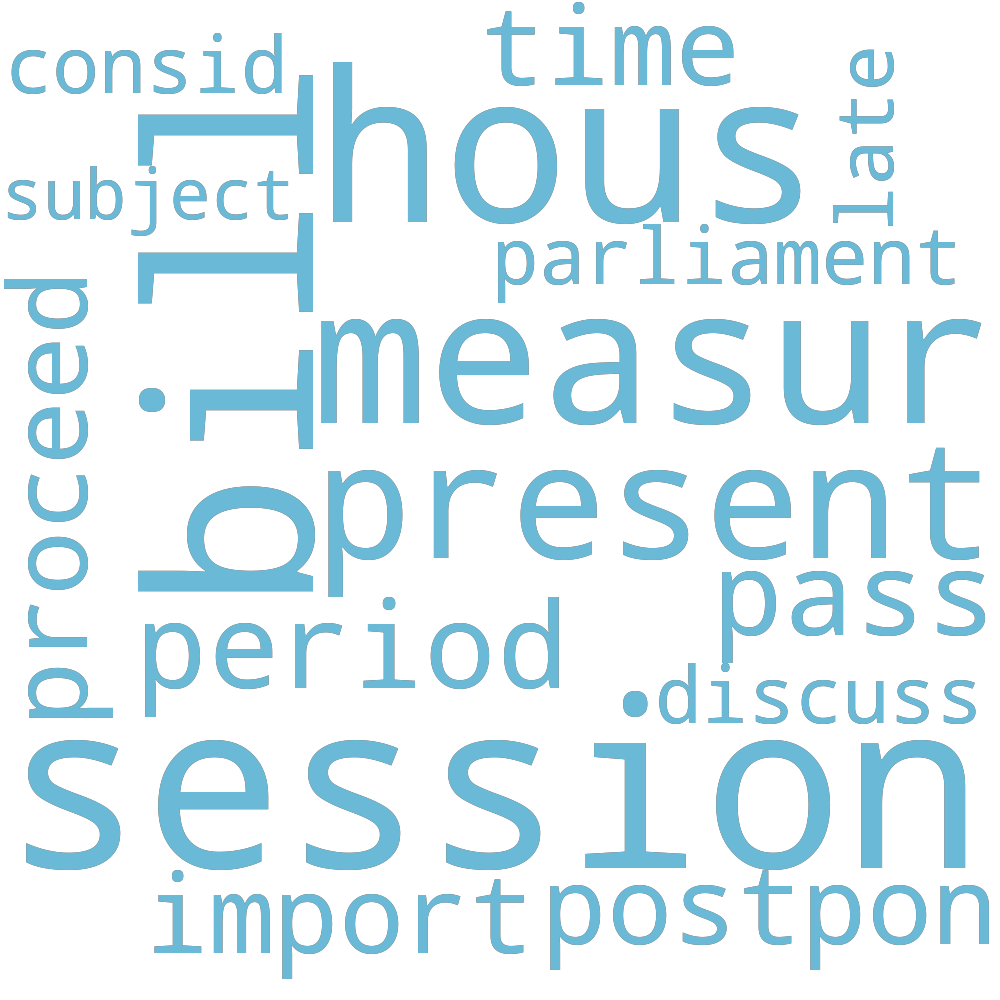 time
consid
late
hous
subject
parliament
bill
measur
proceed
present
pass
period
discuss
session
import
postpon